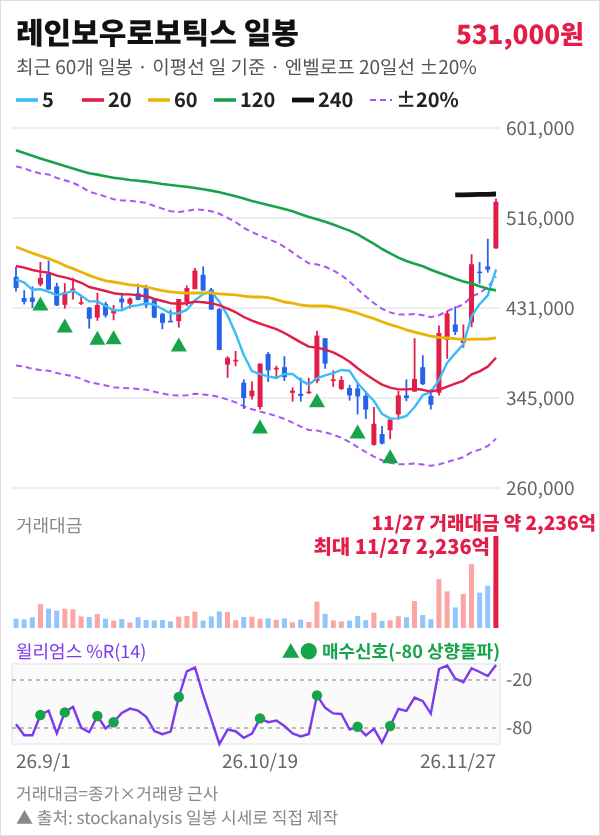 레인보우로보틱스 일봉
531,000원
최근 60개 일봉 · 이평선 일 기준 · 엔벨로프 20일선 ±20%
5 20 60 120 240 ±20%
601,000
516,000
431,000
345,000
260,000
거래대금
11/27 거래대금 약 2,236억
최대 11/27 2,236억
윌리엄스 %R(14)
▲● 매수신호(-80 상향돌파)
-20
-80
26.9/1 26.10/19 26.11/27
거래대금=종가×거래량 근사
▲ 출처: stockanalysis 일봉 시세로 직접 제작